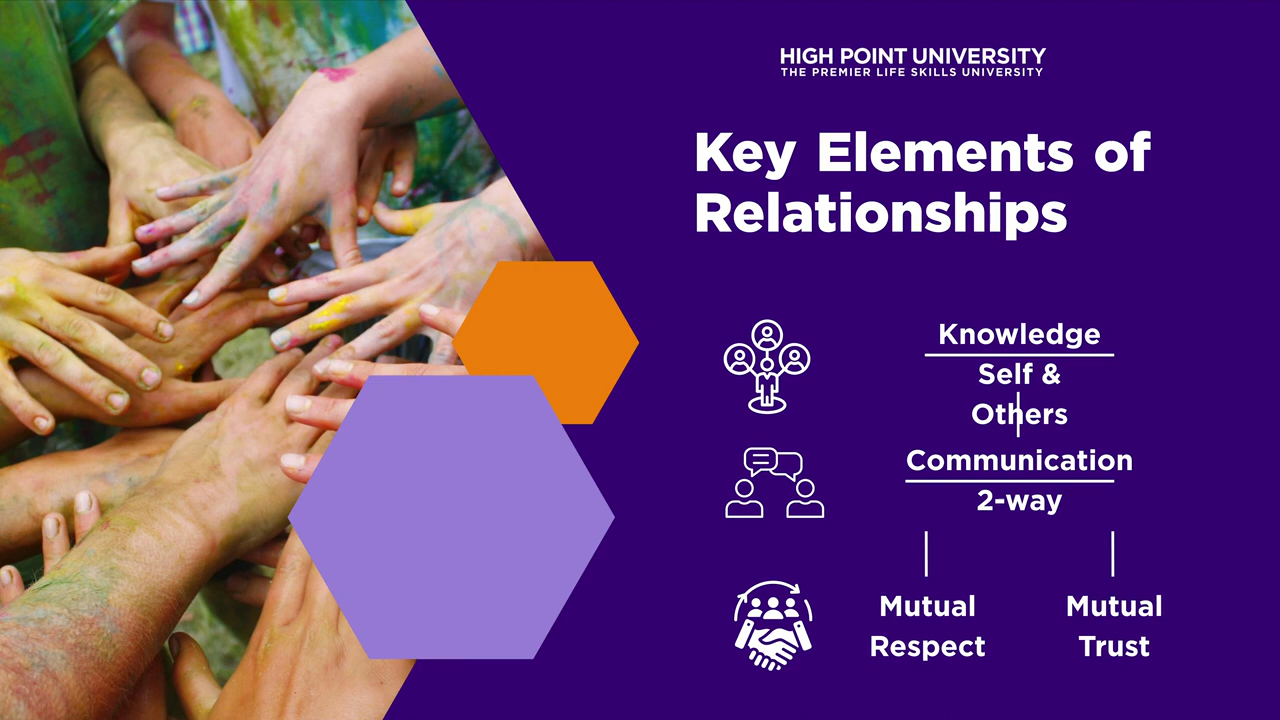 HIGH POINT UNIVERSITY
THE PREMIER LIFE SKILLS UNIVERSITY
Key Elements of
Relationships
Knowledge
Self &
Others
Communication
2-way
Mutual
Respect
Mutual
Trust